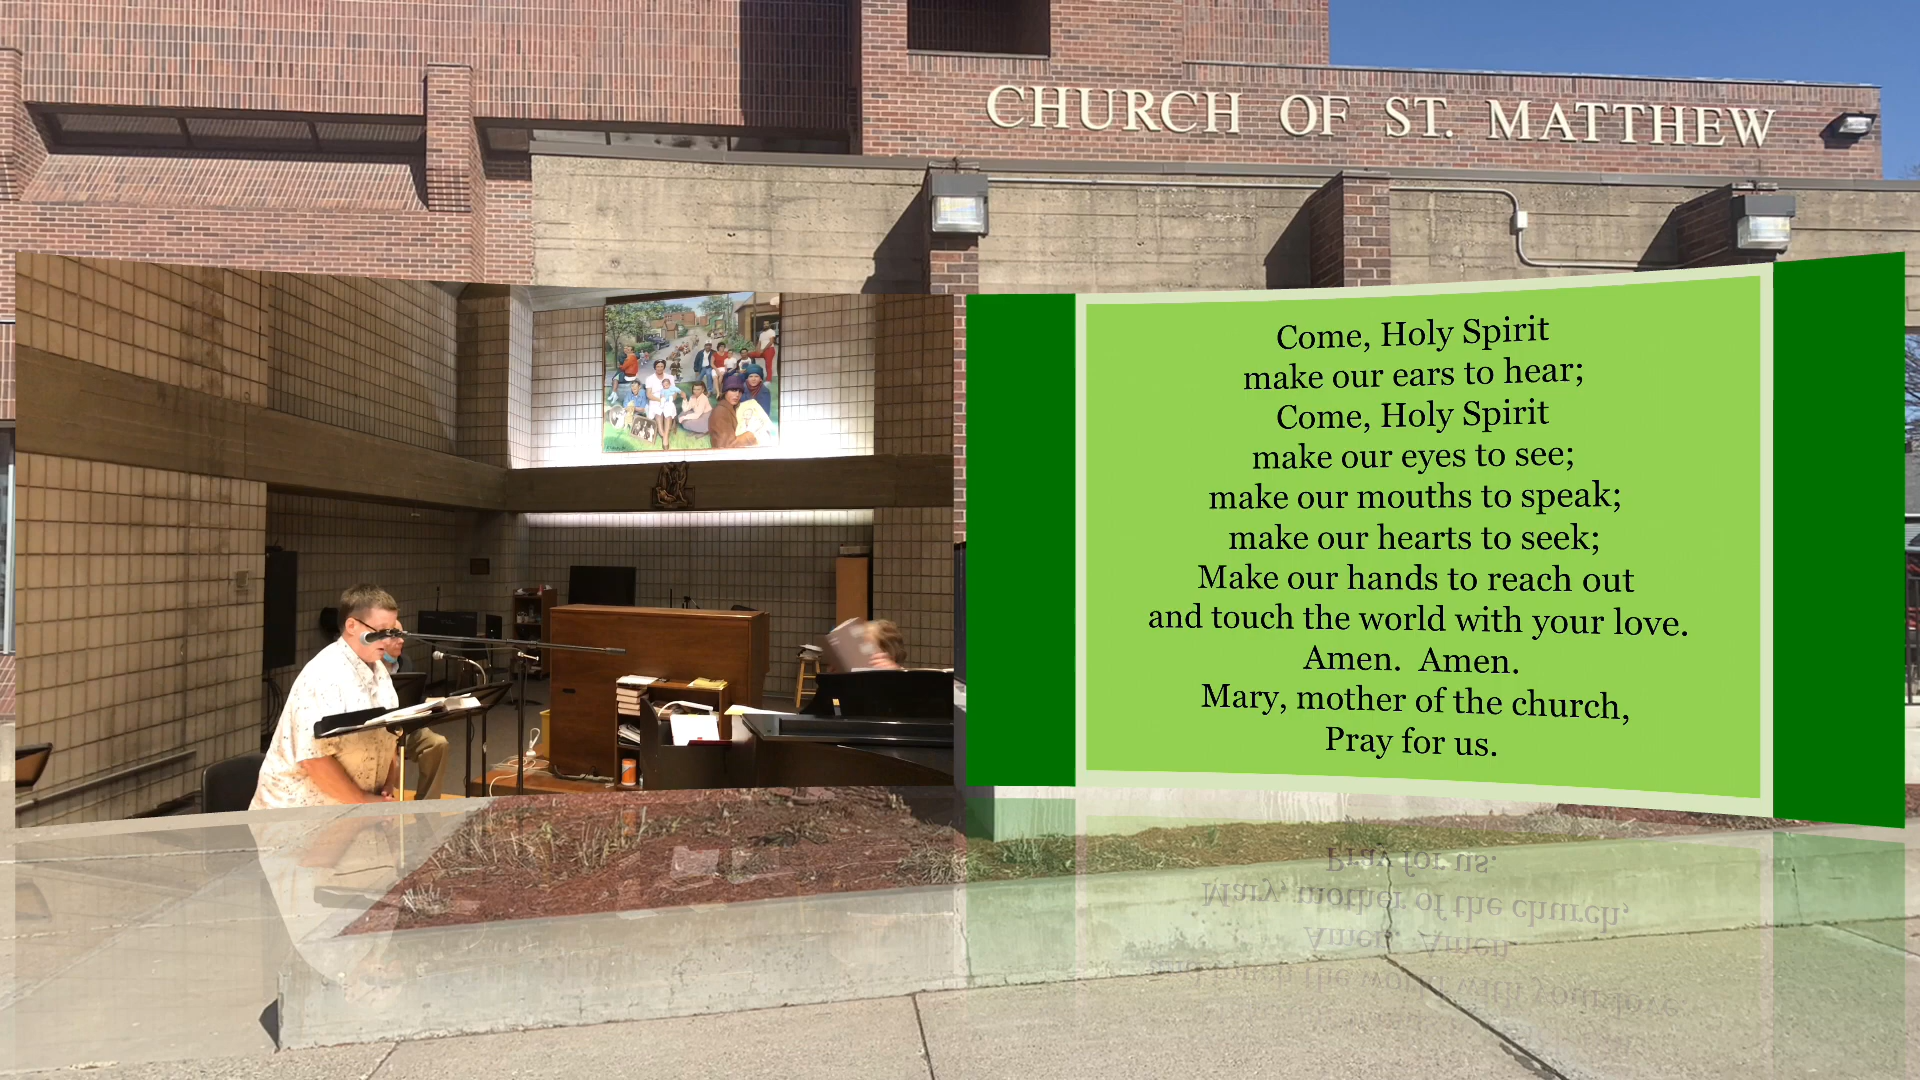 CHURCH OF ST. MATTHEW
Come, Holy Spirit
make our ears to hear;
Come, Holy Spirit
make our eyes to see;
make our mouths to speak;
make our hearts to seek;
Make our hands to reach out
and touch the world with your love.
Amen.  Amen.
Mary, mother of the church,
Pray for us.